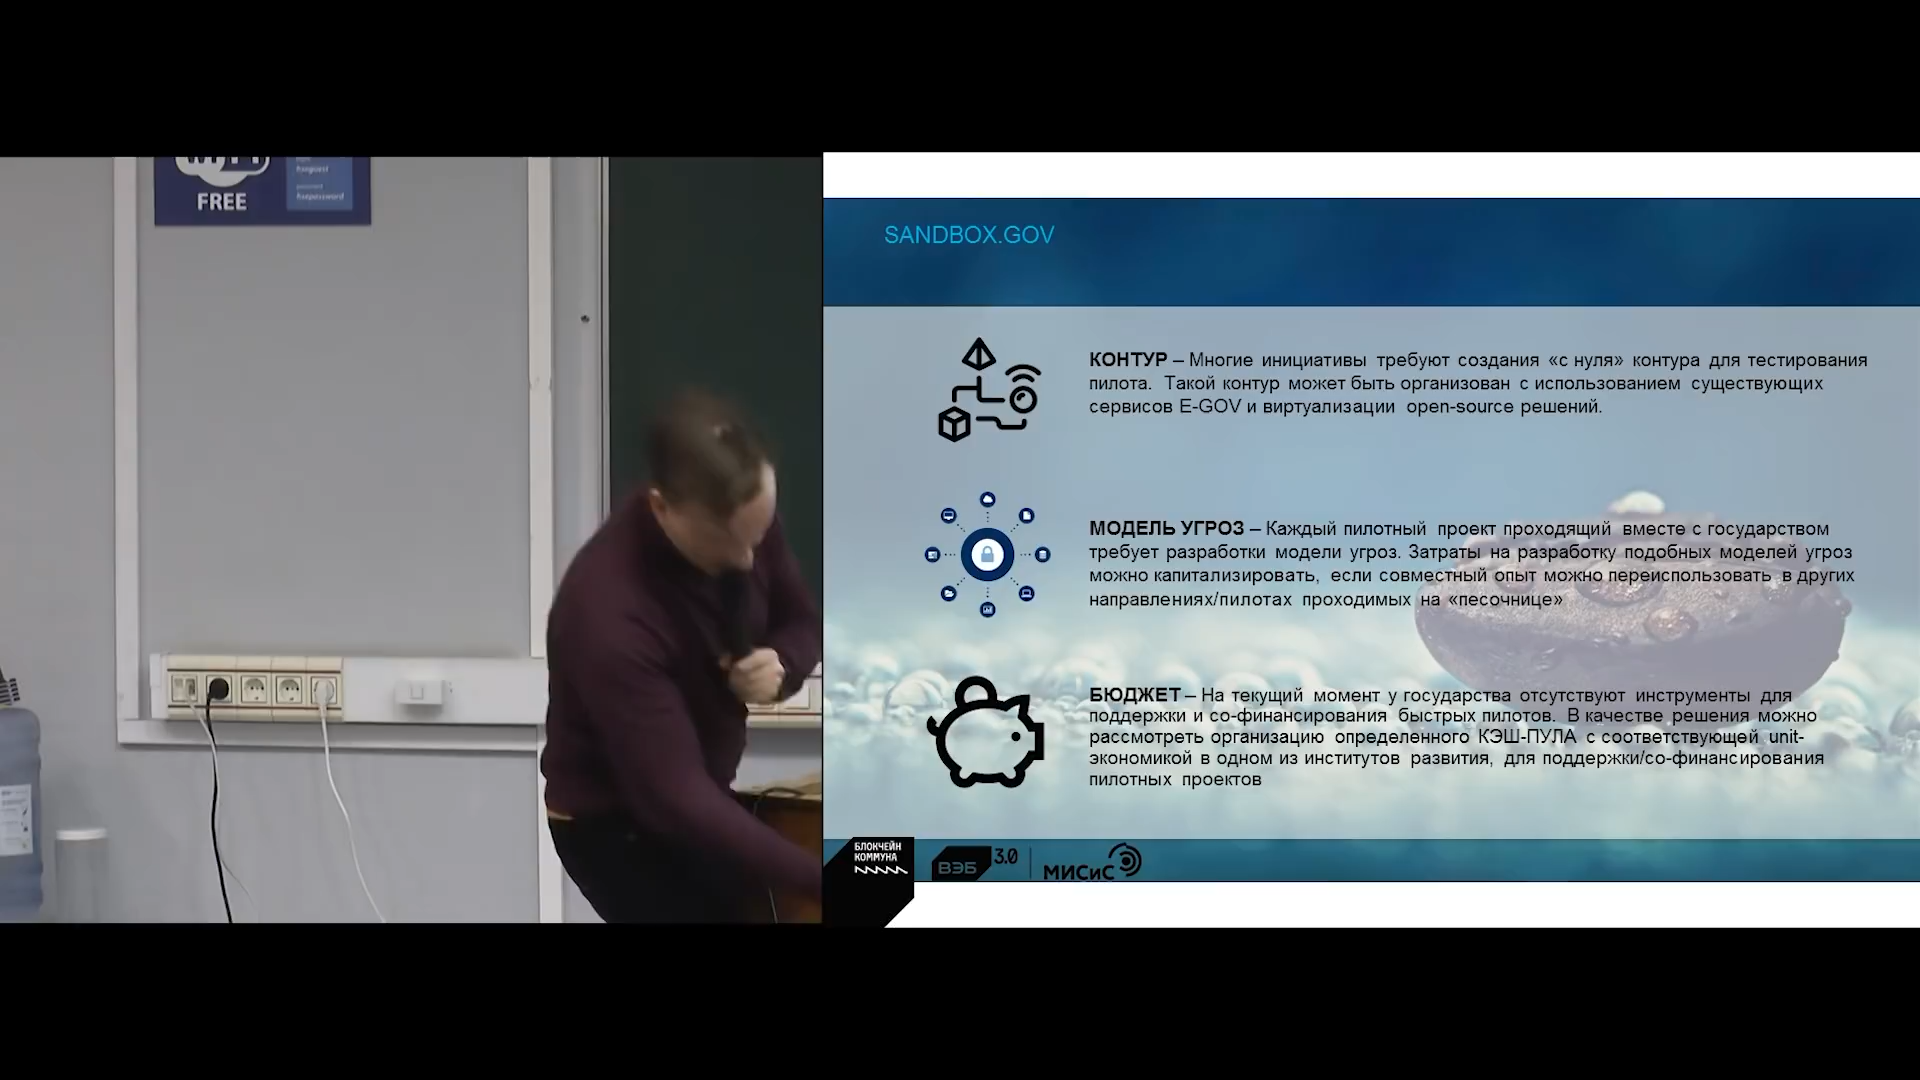 FREE
SANDBOX.GOV
КОНТУР – Многие инициативы требуют создания «с нуля» контура для тестирования
пилота. Такой контур может быть организован с использованием существующих
сервисов E-GOV и виртуализации open-source решений.
МОДЕЛЬ УГРОЗ – Каждый пилотный проект проходящий вместе с государством
требует разработки модели угроз. Затраты на разработку подобных моделей угроз
можно капитализировать, если совместный опыт можно переиспользовать в других
направлениях/пилотах проходимых на «песочнице»
БЮДЖЕТ – На текущий момент у государства отсутствуют инструменты для
поддержки и со-финансирования быстрых пилотов. В качестве решения можно
рассмотреть организацию определенного КЭШ-ПУЛА с соответствующей unit-
экономикой в одном из институтов развития, для поддержки/со-финансирования
пилотных проектов
БЛОКЧЕЙН
КОММУНА
ВЭБ 3.0
МИСиС